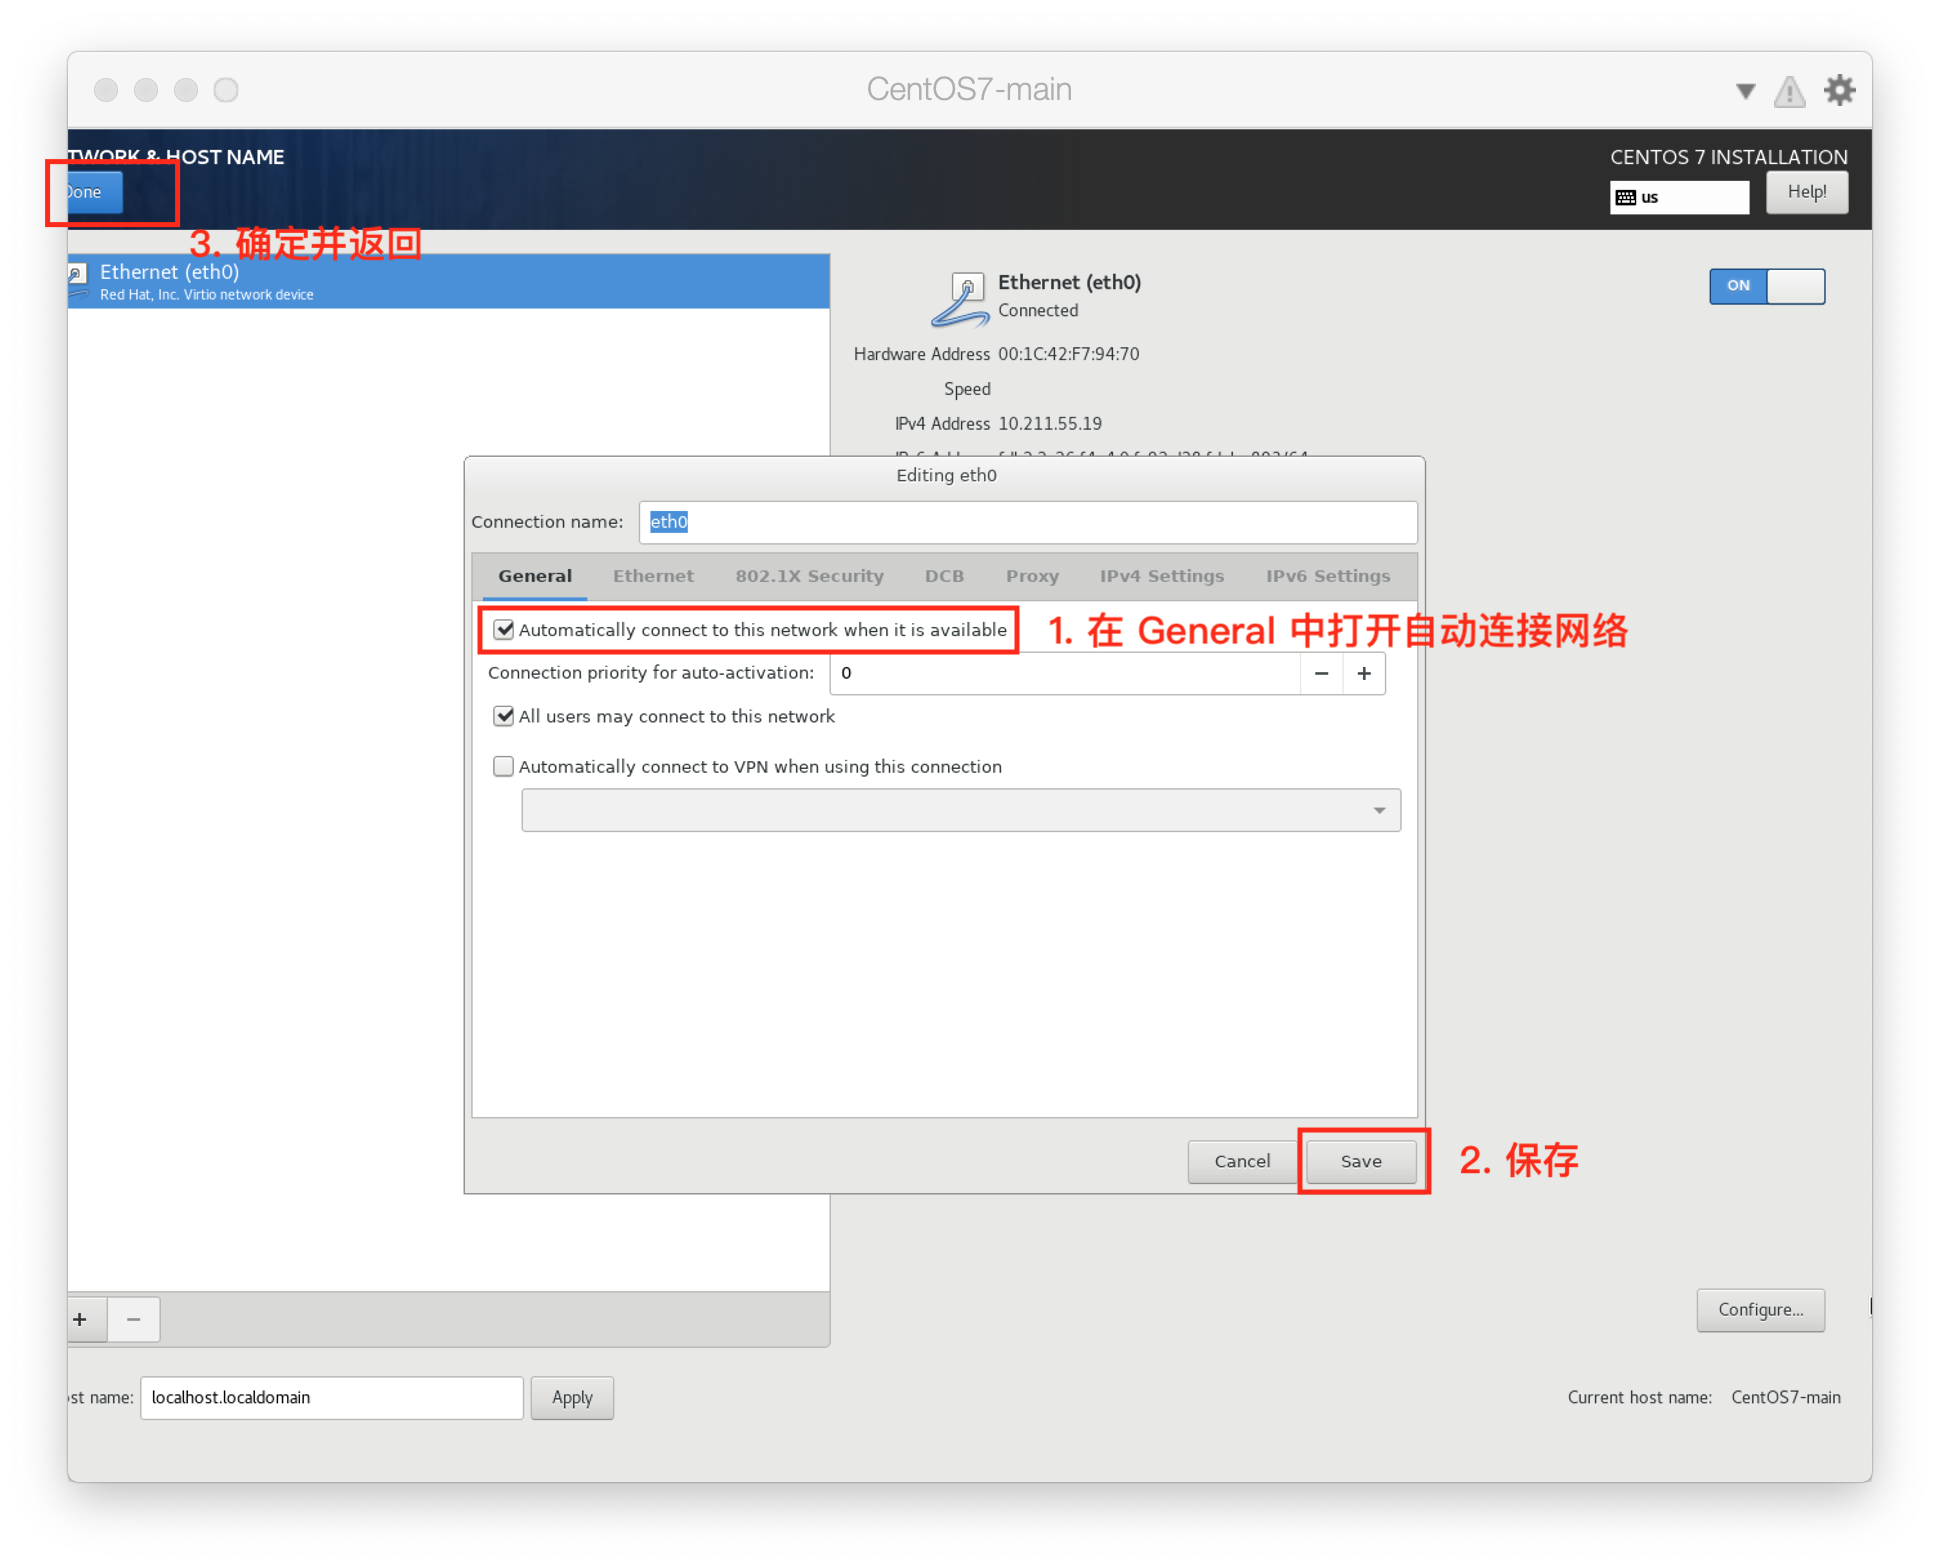 CentOS7-main
TWORK & HOST NAME
CENTOS 7 INSTALLATION
Done
us
Help!
3. 确定并返回
Ethernet (eth0)
Red Hat, Inc. Virtio network device
Ethernet (eth0)
Connected
ON
Hardware Address 00:1C:42:F7:94:70
Speed
IPv4 Address 10.211.55.19
Editing eth0
Connection name: eth0
General Ethernet 802.1X Security DCB Proxy IPv4 Settings IPv6 Settings
Automatically connect to this network when it is available
1. 在 General 中打开自动连接网络
Connection priority for auto-activation: 0 − +
All users may connect to this network
Automatically connect to VPN when using this connection
Cancel Save
2. 保存
+ −
Configure...
st name: localhost.localdomain Apply
Current host name: CentOS7-main